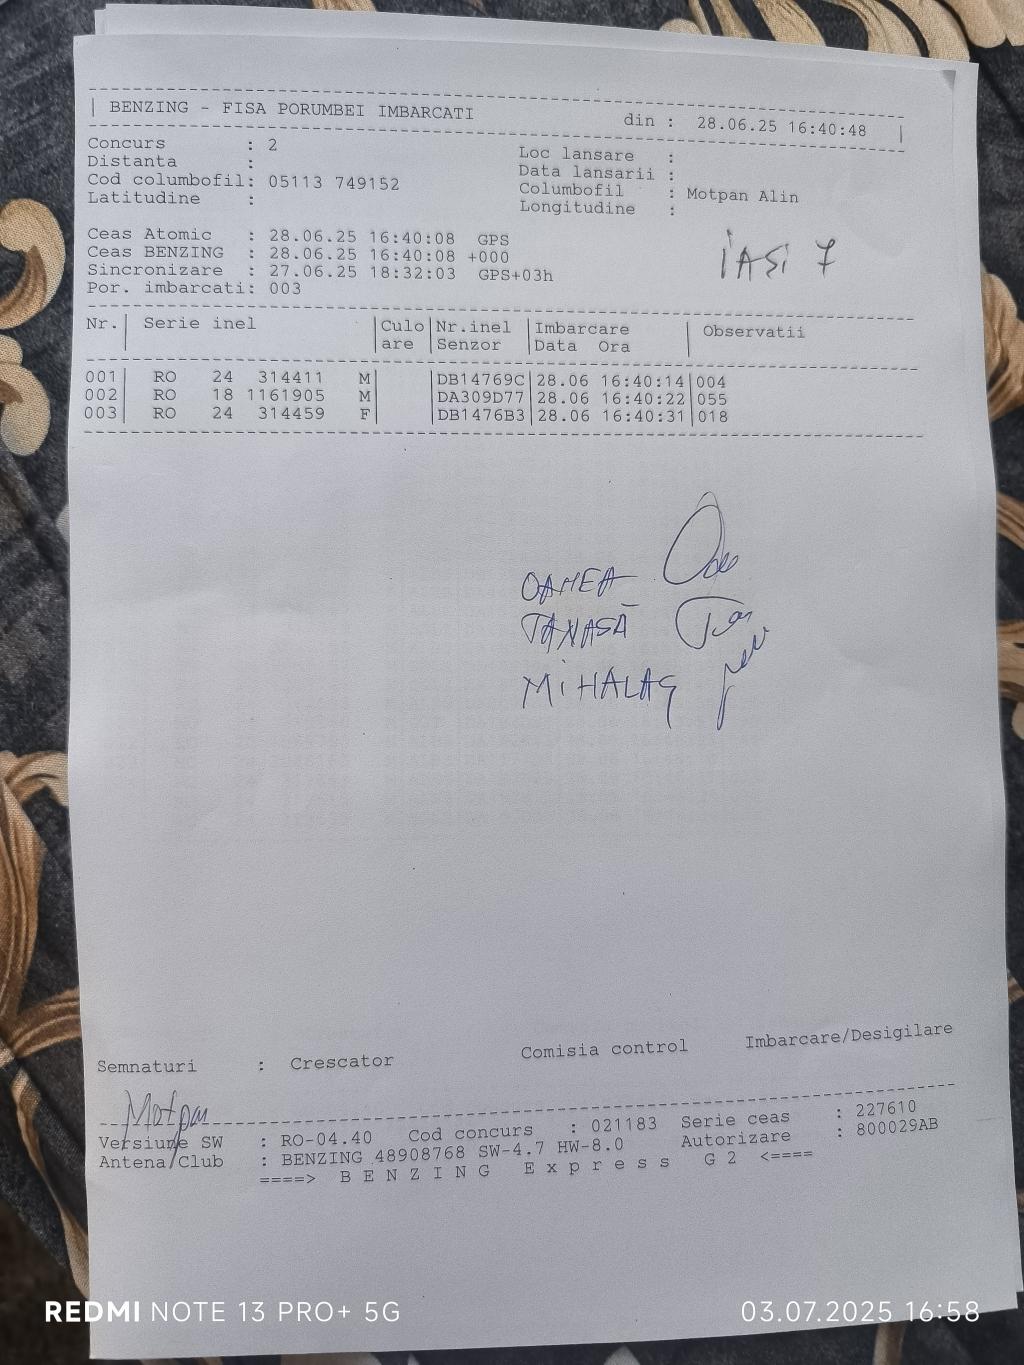 BENZING - FISA PORUMBEI IMBARCATI din : 28.06.25 16:40:48
Concurs : 2 Loc lansare :
Distanta : Data lansarii :
Cod columbofil: 05113 749152 Columbofil : Motpan Alin
Latitudine : Longitudine :
Ceas Atomic : 28.06.25 16:40:08 GPS
Ceas BENZING : 28.06.25 16:40:08 +000
Sincronizare : 27.06.25 18:32:03 GPS+03h
Por. imbarcati: 003
IASI 7
Nr.| Serie inel |Culo|Nr.inel |Imbarcare | Observatii
| |are |Senzor |Data Ora |
001| RO 24 314411 M| |DB14769C|28.06 16:40:14|004
002| RO 18 1161905 M| |DA309D77|28.06 16:40:22|055
003| RO 24 314459 F| |DB1476B3|28.06 16:40:31|018
OAMEA
TANASĂ
MIHALAȘ
Semnaturi : Crescator Comisia control Imbarcare/Desigilare
Motpan
Versiune SW : RO-04.40 Cod concurs : 021183 Serie ceas : 227610
Antena/Club : BENZING 48908768 SW-4.7 HW-8.0 Autorizare : 800029AB
====> B E N Z I N G E x p r e s s G 2 <====
REDMI NOTE 13 PRO+ 5G 03.07.2025 16:58